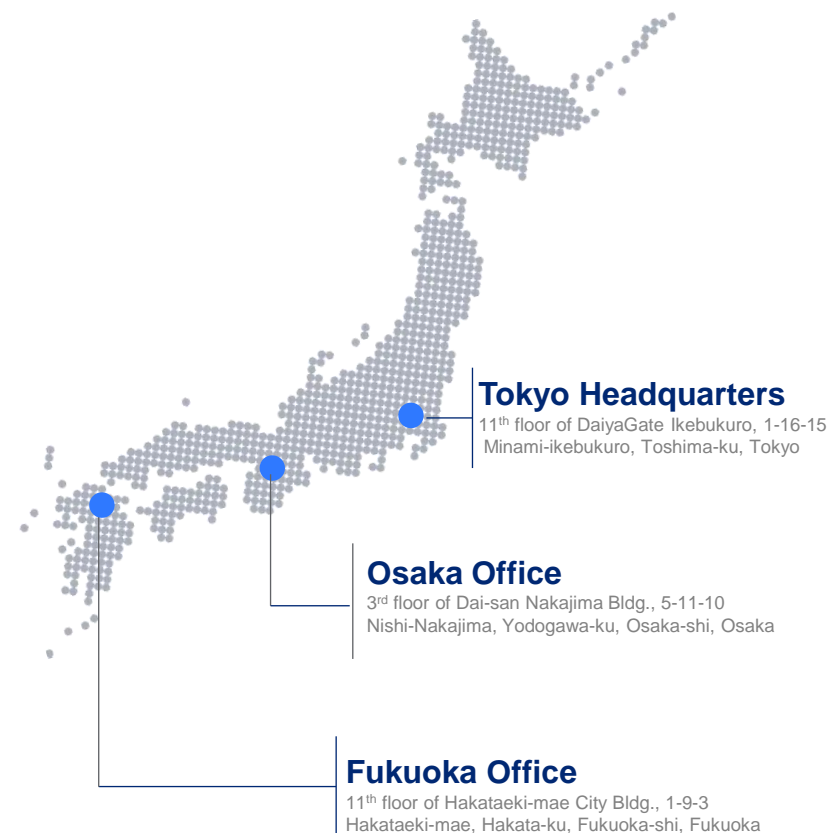 Tokyo Headquarters
11th floor of DaiyaGate Ikebukuro, 1-16-15
Minami-ikebukuro, Toshima-ku, Tokyo
Osaka Office
3rd floor of Dai-san Nakajima Bldg., 5-11-10
Nishi-Nakajima, Yodogawa-ku, Osaka-shi, Osaka
Fukuoka Office
11th floor of Hakataeki-mae City Bldg., 1-9-3
Hakataeki-mae, Hakata-ku, Fukuoka-shi, Fukuoka